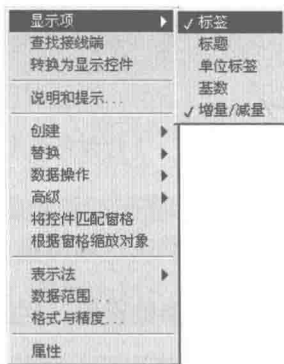 显示项
查找接线端
转换为显示控件
说明和提示...
创建
替换
数据操作
高级
将控件匹配窗格
根据窗格缩放对象
表示法
数据范围...
格式与精度...
属性
✓标签
标题
单位标签
基数
✓增量/减量